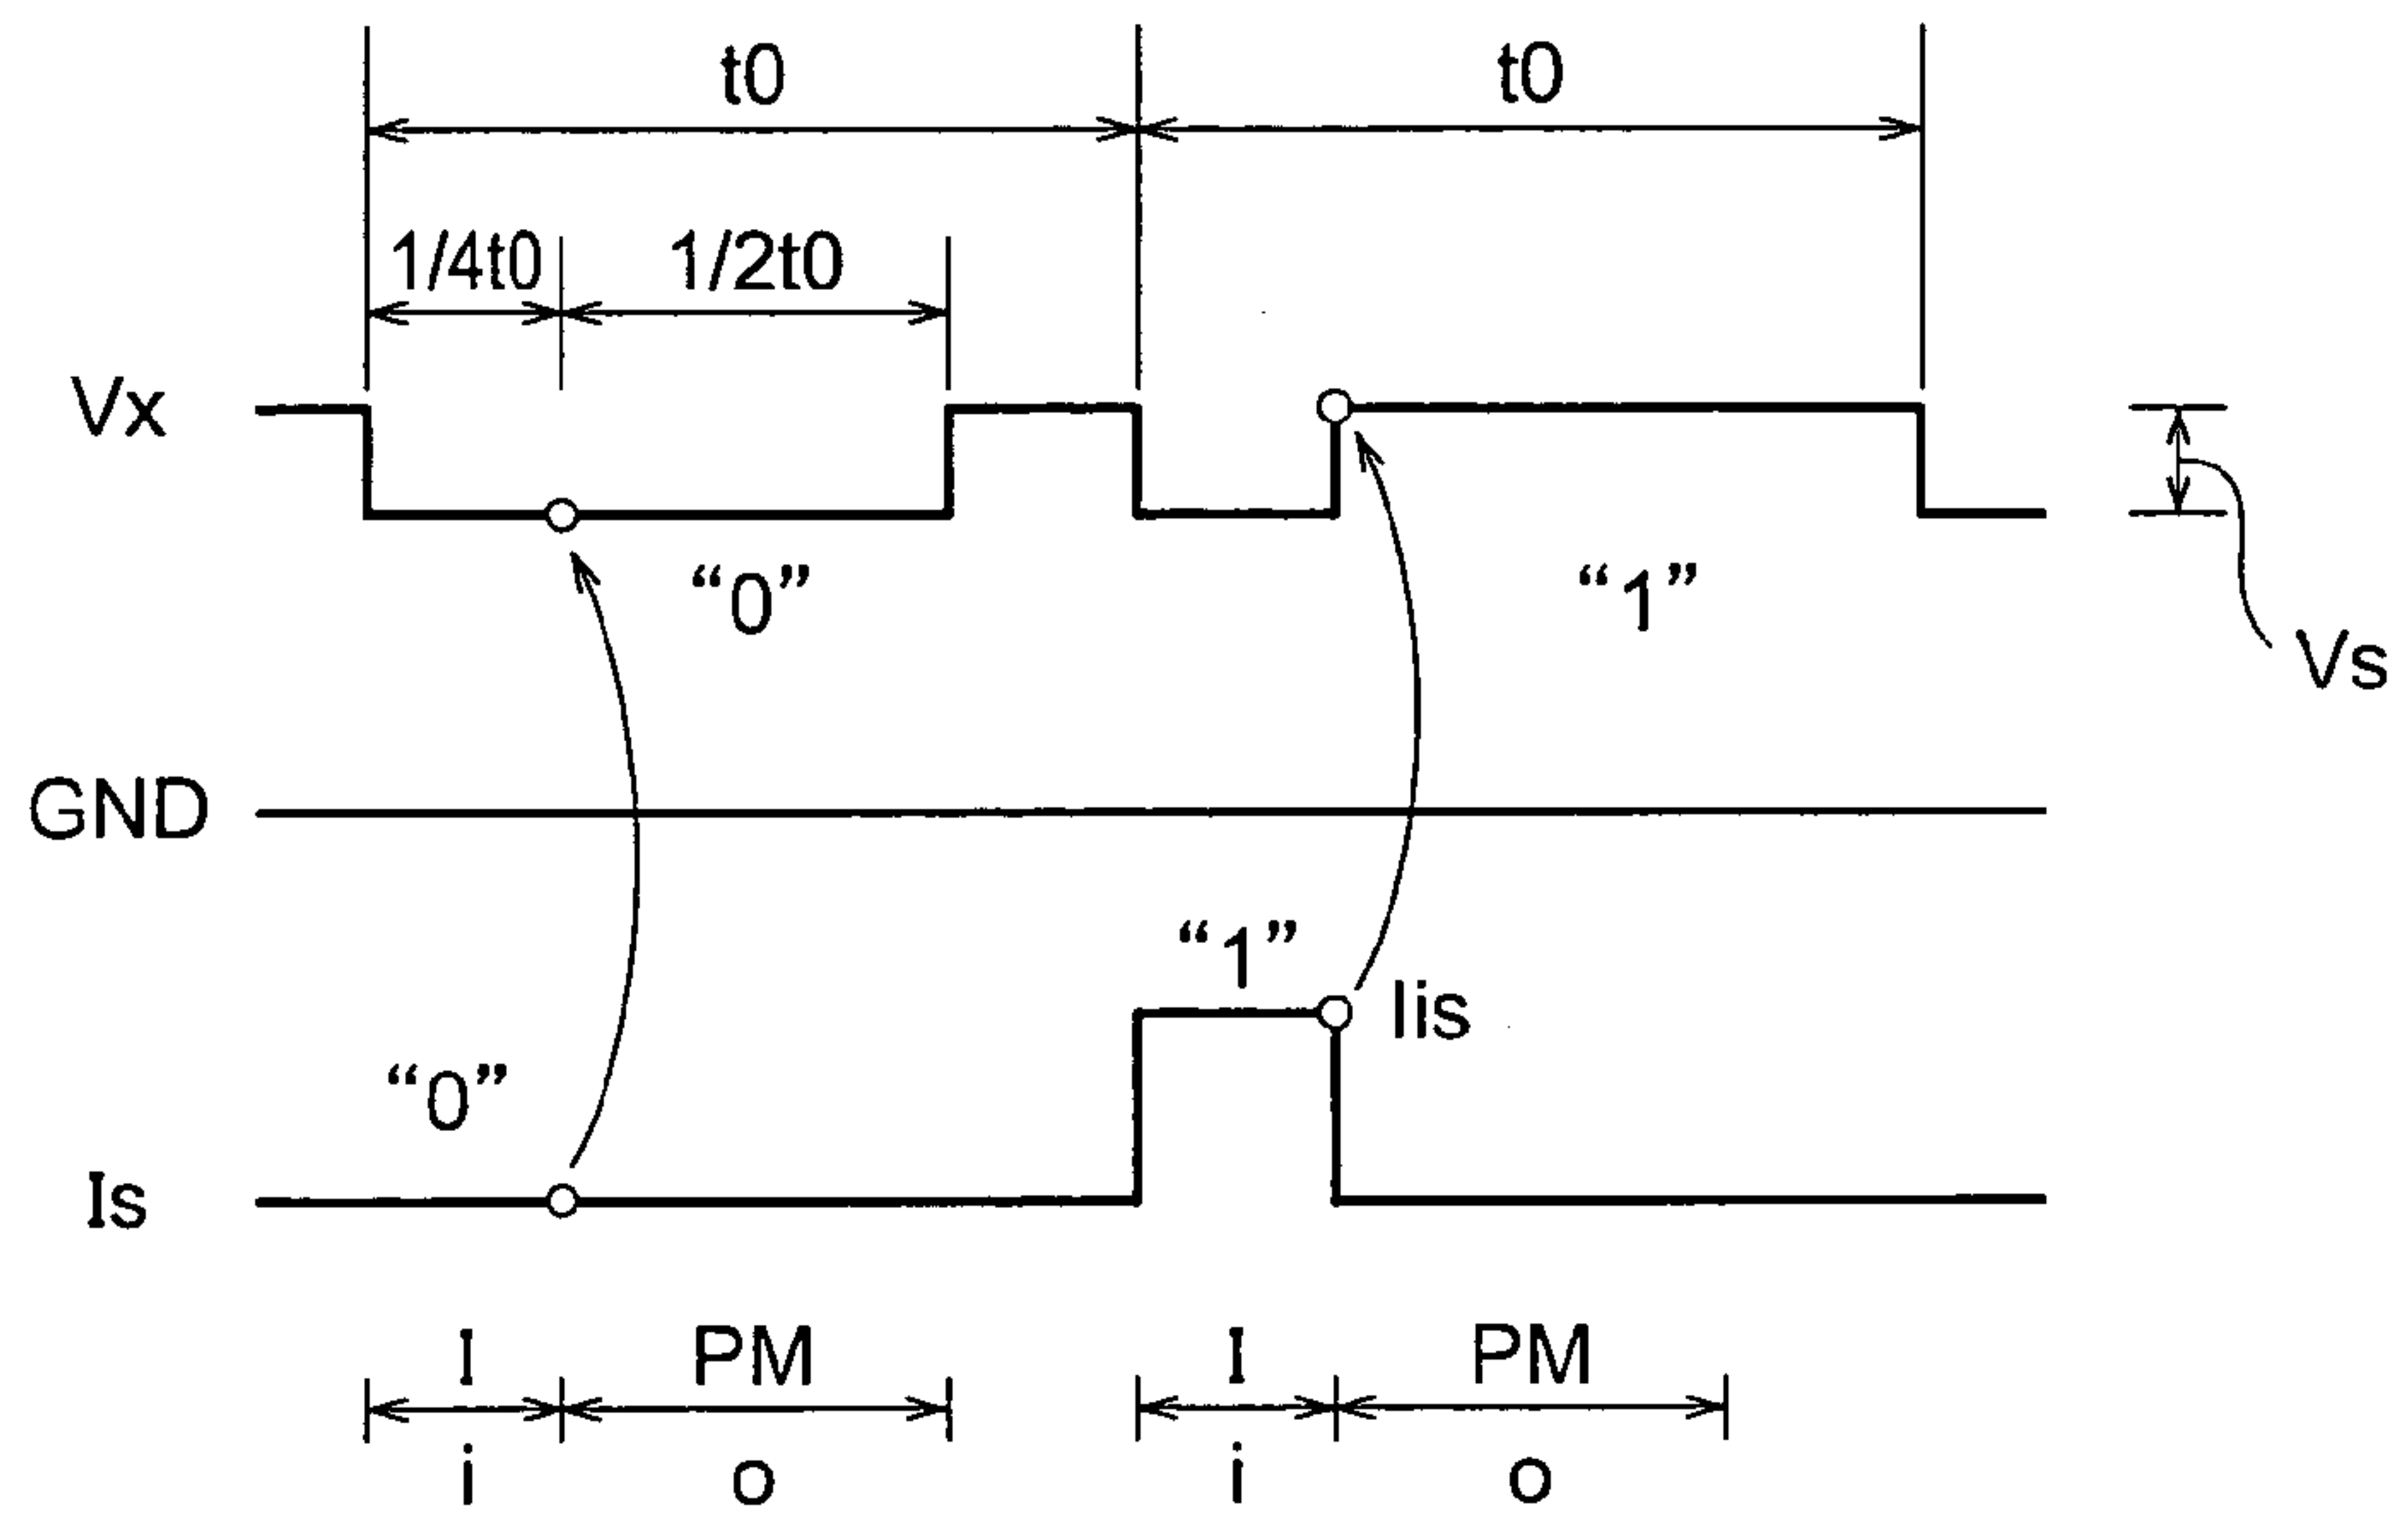 t0 t0
1/4t0 1/2t0
Vx
“0” “1”
Vs
GND
“1”
Iis
“0”
Is
I PM I PM
i o i o